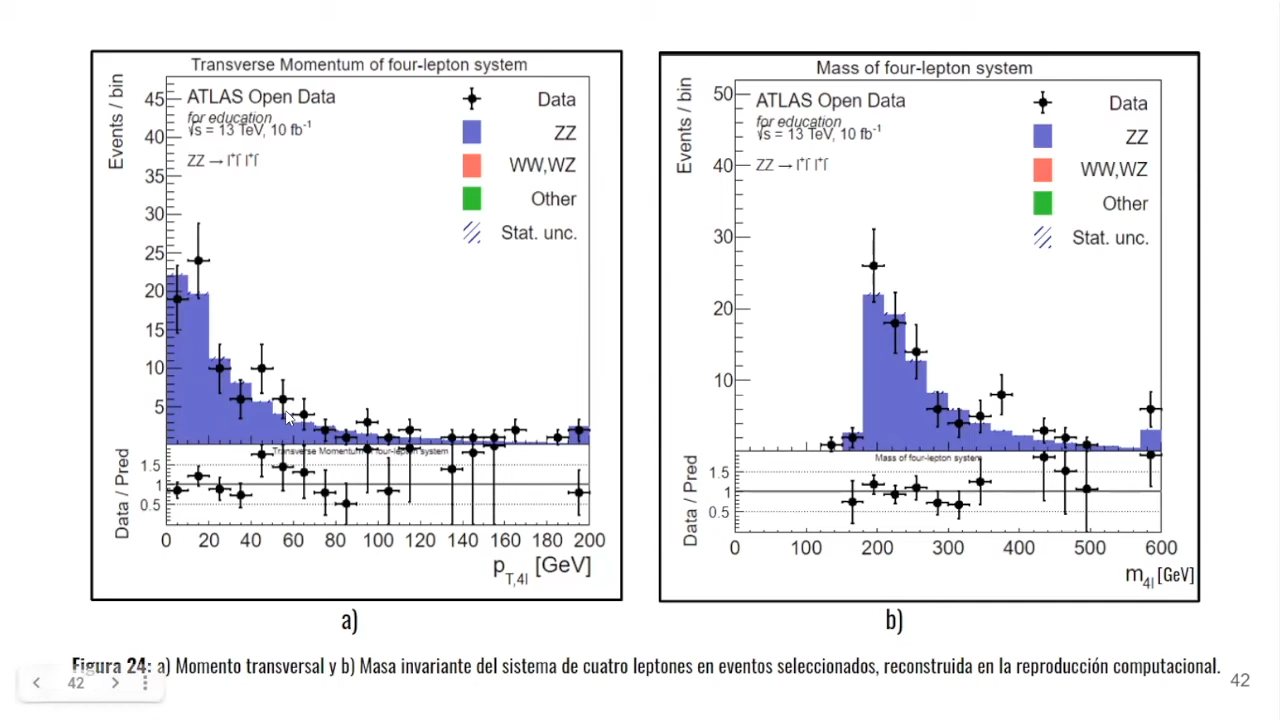 Transverse Momentum of four-lepton system
Events / bin
45
40
35
30
25
20
15
10
5
ATLAS Open Data
for education
√s = 13 TeV, 10 fb⁻¹
ZZ → l⁺l⁻ l⁺l⁻
Data
ZZ
WW,WZ
Other
Stat. unc.
Transverse Momentum of four-lepton system
Data / Pred
1.5
1
0.5
0 20 40 60 80 100 120 140 160 180 200
p_T,4l [GeV]
a)
Mass of four-lepton system
Events / bin
50
40
30
20
10
ATLAS Open Data
for education
√s = 13 TeV, 10 fb⁻¹
ZZ → l⁺l⁻ l⁺l⁻
Data
ZZ
WW,WZ
Other
Stat. unc.
Mass of four-lepton system
Data / Pred
1.5
1
0.5
0 100 200 300 400 500 600
m_4l [GeV]
b)
Figura 24: a) Momento transversal y b) Masa invariante del sistema de cuatro leptones en eventos seleccionados, reconstruida en la reproducción computacional.
42
42